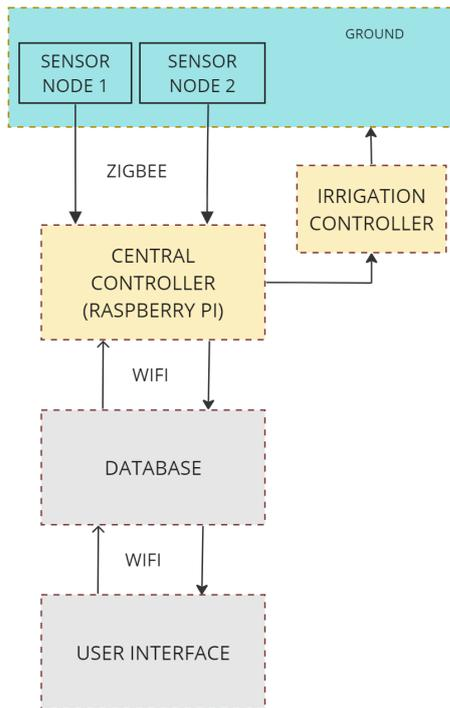 GROUND
SENSOR
NODE 1
SENSOR
NODE 2
ZIGBEE
IRRIGATION
CONTROLLER
CENTRAL
CONTROLLER
(RASPBERRY PI)
WIFI
DATABASE
WIFI
USER INTERFACE